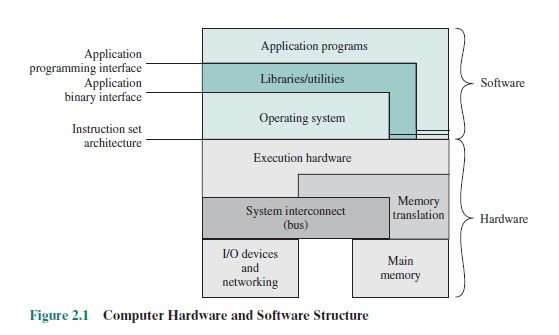 Application programs
Application
programming interface
Libraries/utilities
Software
Application
binary interface
Operating system
Instruction set
architecture
Execution hardware
Memory
translation
System interconnect
(bus)
Hardware
I/O devices
and
networking
Main
memory
Figure 2.1 Computer Hardware and Software Structure